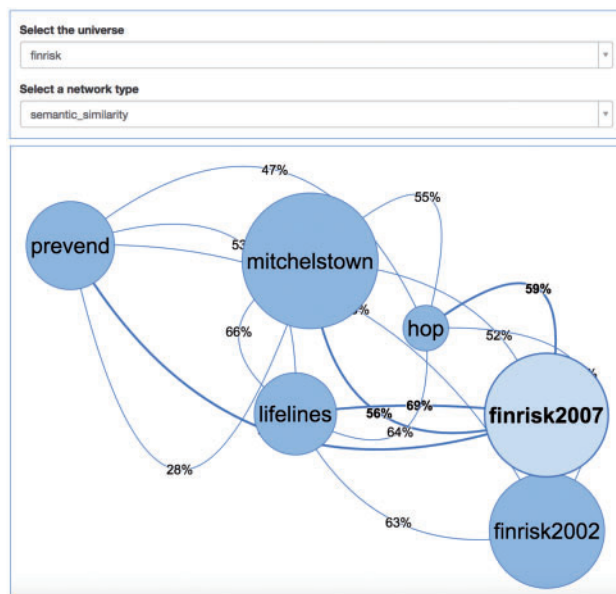 Select the universe
finrisk
Select a network type
semantic_similarity
47%
55%
prevend
mitchelstown
59%
hop
52%
66%
lifelines
69%
56%
finrisk2007
64%
28%
63%
finrisk2002